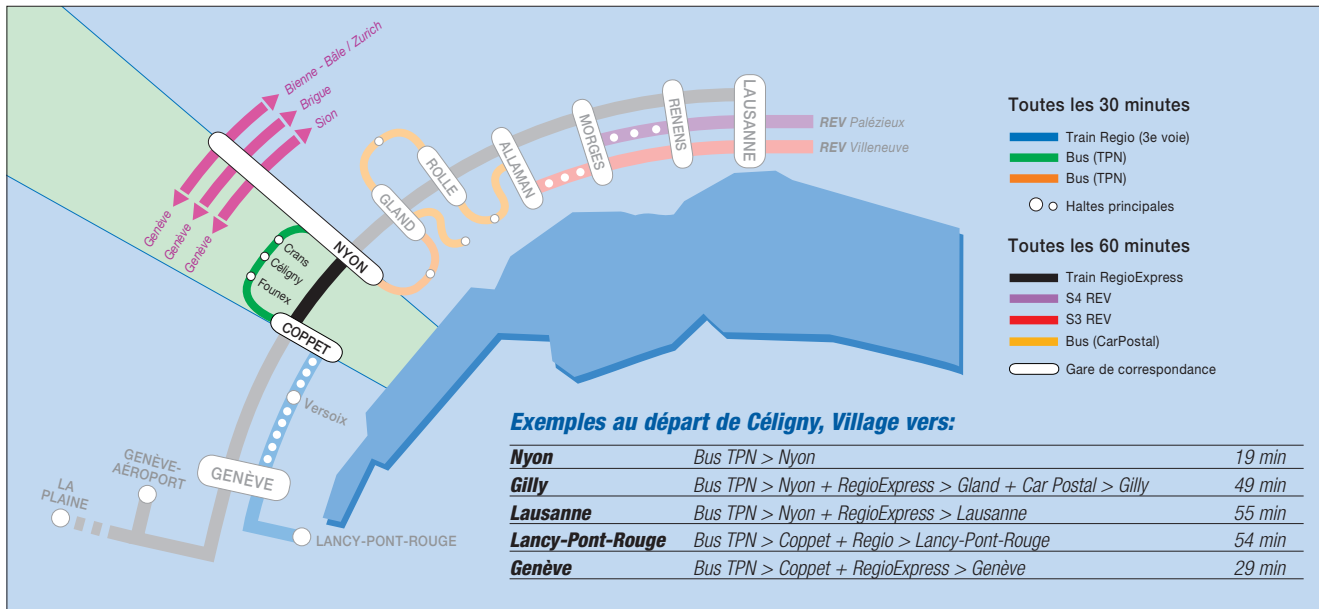 Bienne - Bâle / Zurich
Brigue
Sion
Genève
Genève
Genève
NYON
Crans
Céligny
Founex
COPPET
GLAND
ROLLE
ALLAMAN
MORGES
RENENS
LAUSANNE
REV Palézieux
REV Villeneuve
Versoix
GENÈVE
GENÈVE-
AÉROPORT
LA
PLAINE
LANCY-PONT-ROUGE
Toutes les 30 minutes
Train Regio (3e voie)
Bus (TPN)
Bus (TPN)
Haltes principales
Toutes les 60 minutes
Train RegioExpress
S4 REV
S3 REV
Bus (CarPostal)
Gare de correspondance
Exemples au départ de Céligny, Village vers:
Nyon Bus TPN > Nyon 19 min
Gilly Bus TPN > Nyon + RegioExpress > Gland + Car Postal > Gilly 49 min
Lausanne Bus TPN > Nyon + RegioExpress > Lausanne 55 min
Lancy-Pont-Rouge Bus TPN > Coppet + Regio > Lancy-Pont-Rouge 54 min
Genève Bus TPN > Coppet + RegioExpress > Genève 29 min